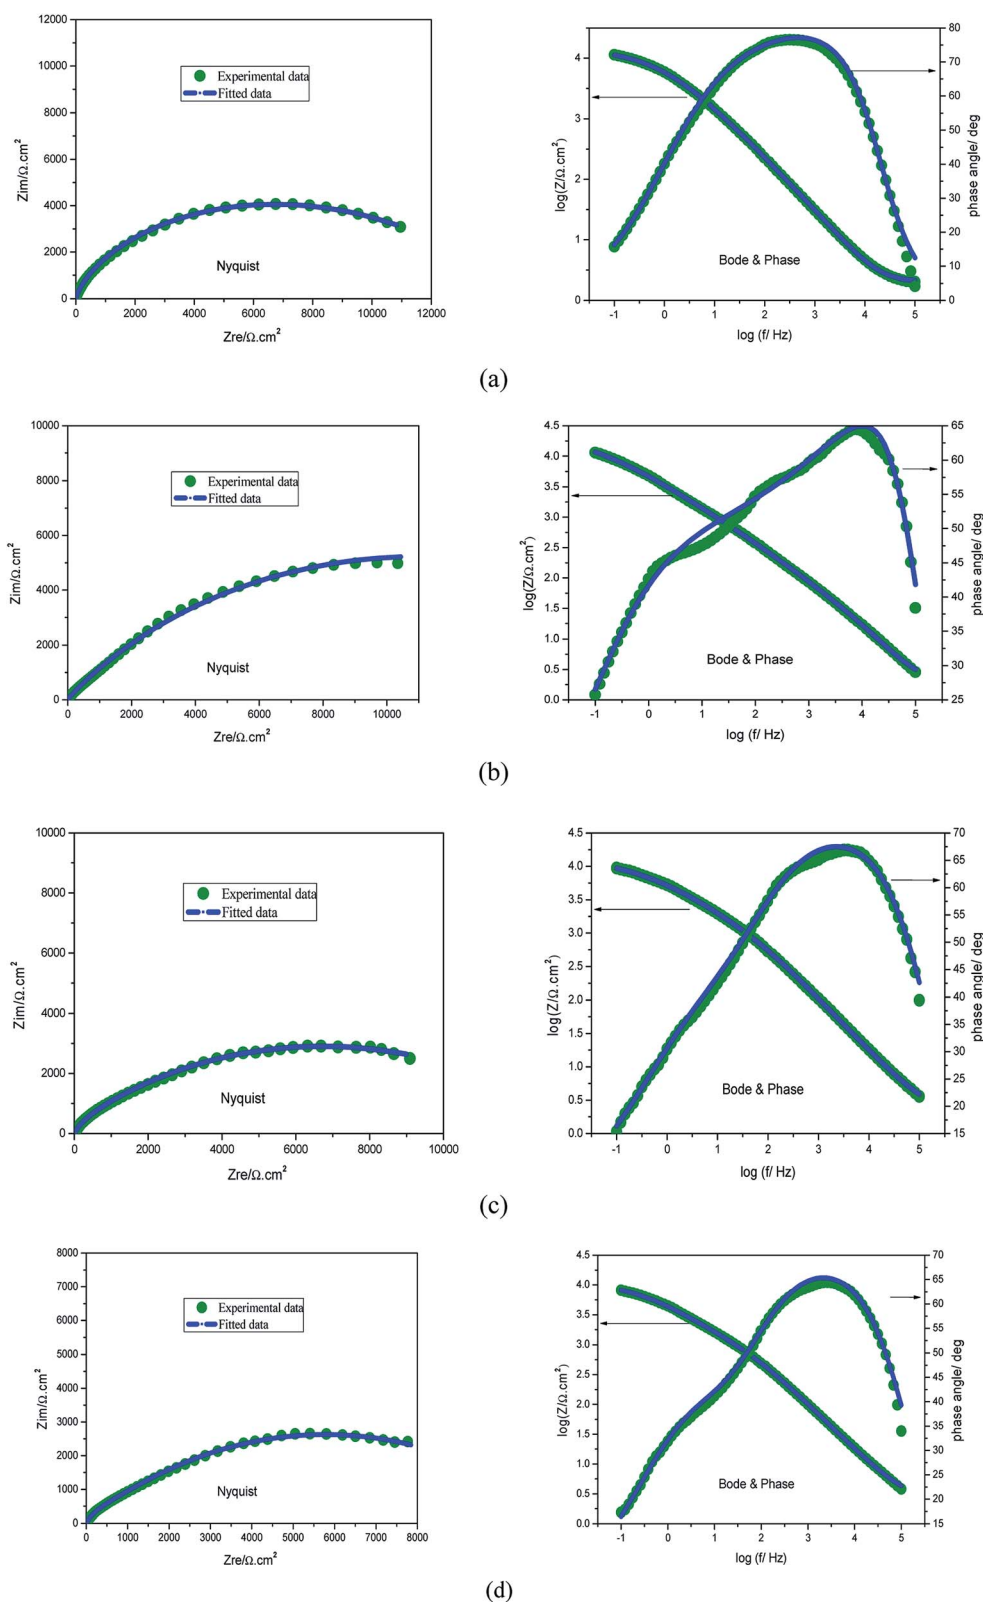 12000
10000
8000
6000
4000
2000
0
Zim/Ω.cm²
Experimental data
Fitted data
Nyquist
0 2000 4000 6000 8000 10000 12000
Zre/Ω.cm²
4
3
2
1
0
log(Z/Ω.cm²)
80
70
60
50
40
30
20
10
0
phase angle/ deg
Bode & Phase
-1 0 1 2 3 4 5
log (f/ Hz)
(a)
10000
8000
6000
4000
2000
0
Zim/Ω.cm²
Experimental data
Fitted data
Nyquist
0 2000 4000 6000 8000 10000
Zre/Ω.cm²
4.5
4.0
3.5
3.0
2.5
2.0
1.5
1.0
0.5
0.0
log(Z/Ω.cm²)
65
60
55
50
45
40
35
30
25
phase angle/ deg
Bode & Phase
-1 0 1 2 3 4 5
log (f/ Hz)
(b)
10000
8000
6000
4000
2000
0
Zim/Ω.cm²
Experimental data
Fitted data
Nyquist
0 2000 4000 6000 8000 10000
Zre/Ω.cm²
4.5
4.0
3.5
3.0
2.5
2.0
1.5
1.0
0.5
0.0
log(Z/Ω.cm²)
70
65
60
55
50
45
40
35
30
25
20
15
phase angle/ deg
Bode & Phase
-1 0 1 2 3 4 5
log (f/ Hz)
(c)
8000
7000
6000
5000
4000
3000
2000
1000
0
Zim/Ω.cm²
Experimental data
Fitted data
Nyquist
0 1000 2000 3000 4000 5000 6000 7000 8000
Zre/Ω.cm²
4.5
4.0
3.5
3.0
2.5
2.0
1.5
1.0
0.5
0.0
log(Z/Ω.cm²)
70
65
60
55
50
45
40
35
30
25
20
15
phase angle/ deg
Bode & Phase
-1 0 1 2 3 4 5
log (f/ Hz)
(d)